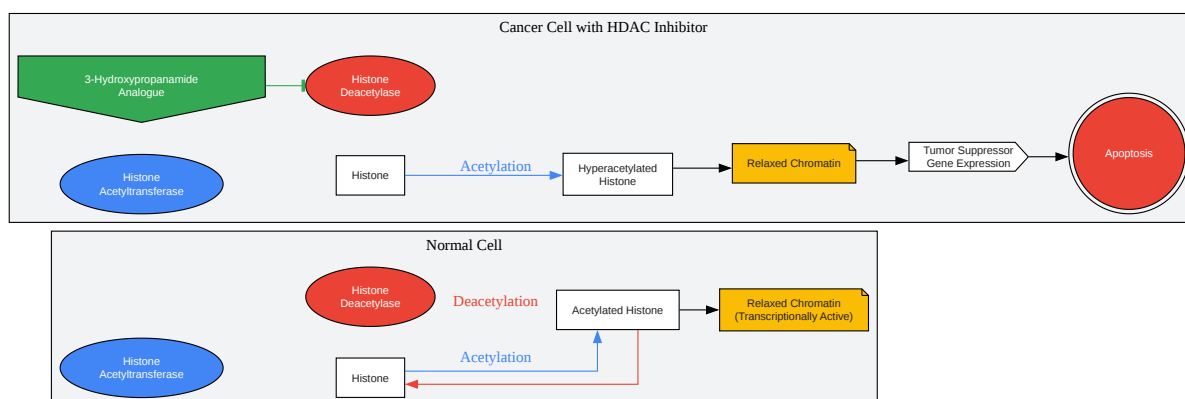 Cancer Cell with HDAC Inhibitor
3-Hydroxypropanamide
Analogue
Histone
Deacetylase
Histone
Acetyltransferase
Histone
Acetylation
Hyperacetylated
Histone
Relaxed Chromatin
Tumor Suppressor
Gene Expression
Apoptosis
Normal Cell
Histone
Deacetylase
Deacetylation
Acetylated Histone
Relaxed Chromatin
(Transcriptionally Active)
Histone
Acetyltransferase
Histone
Acetylation